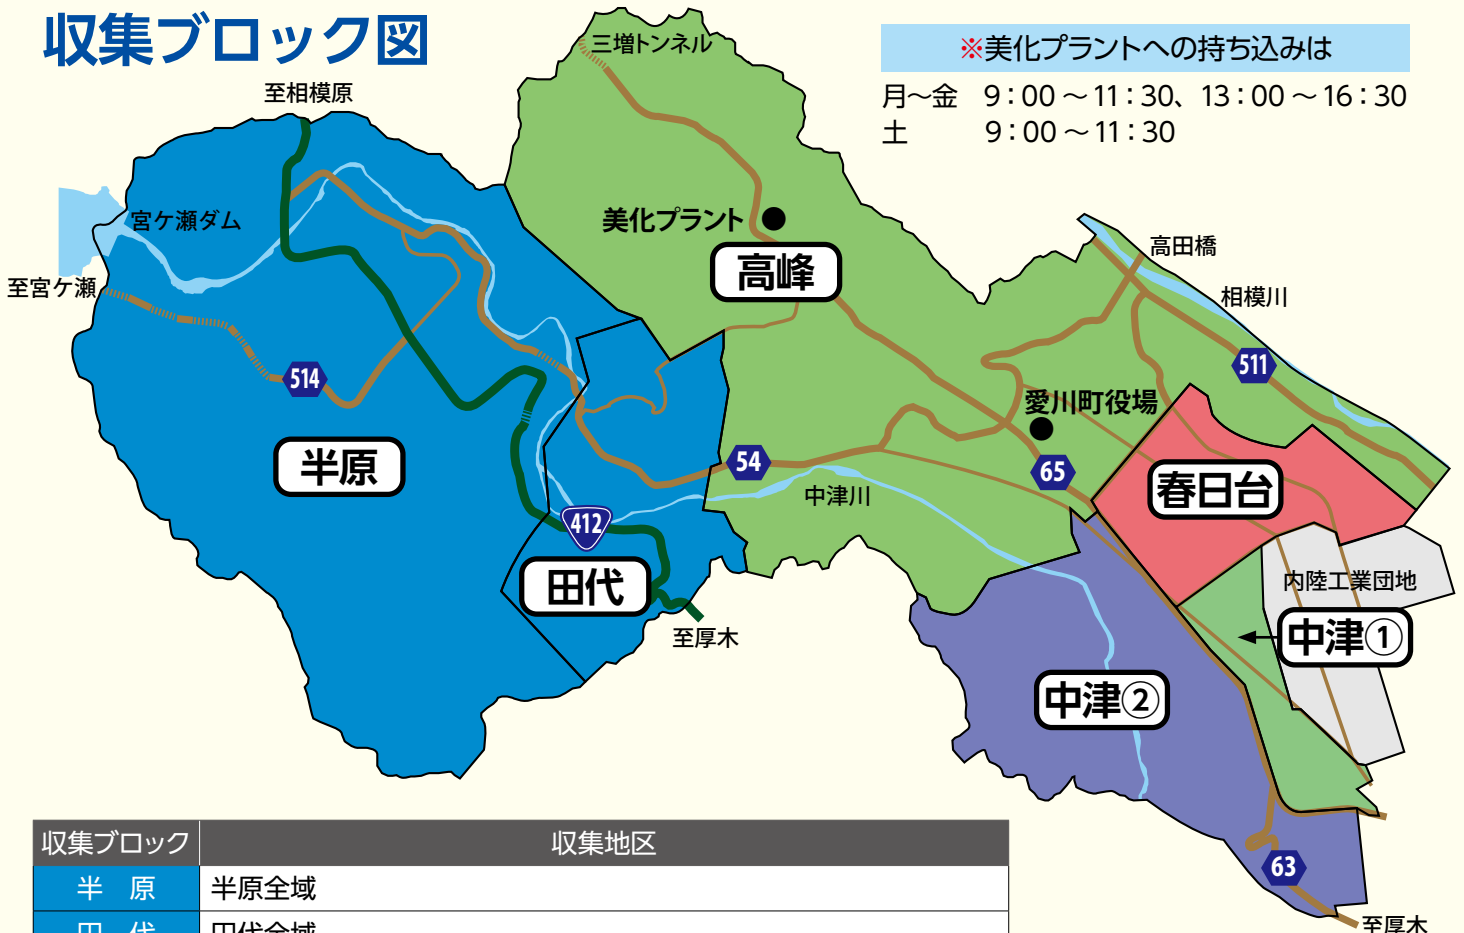 収集ブロック図
※美化プラントへの持ち込みは
月～金 9：00～11：30、13：00～16：30
土 9：00～11：30
三増トンネル
至相模原
宮ケ瀬ダム
至宮ケ瀬
美化プラント
高峰
高田橋
相模川
511
514
愛川町役場
半原
54
65
春日台
中津川
412
田代
内陸工業団地
至厚木
中津①
中津②
63
至厚木
収集ブロック 収集地区
半 原 半原全域
田 代 田代全域